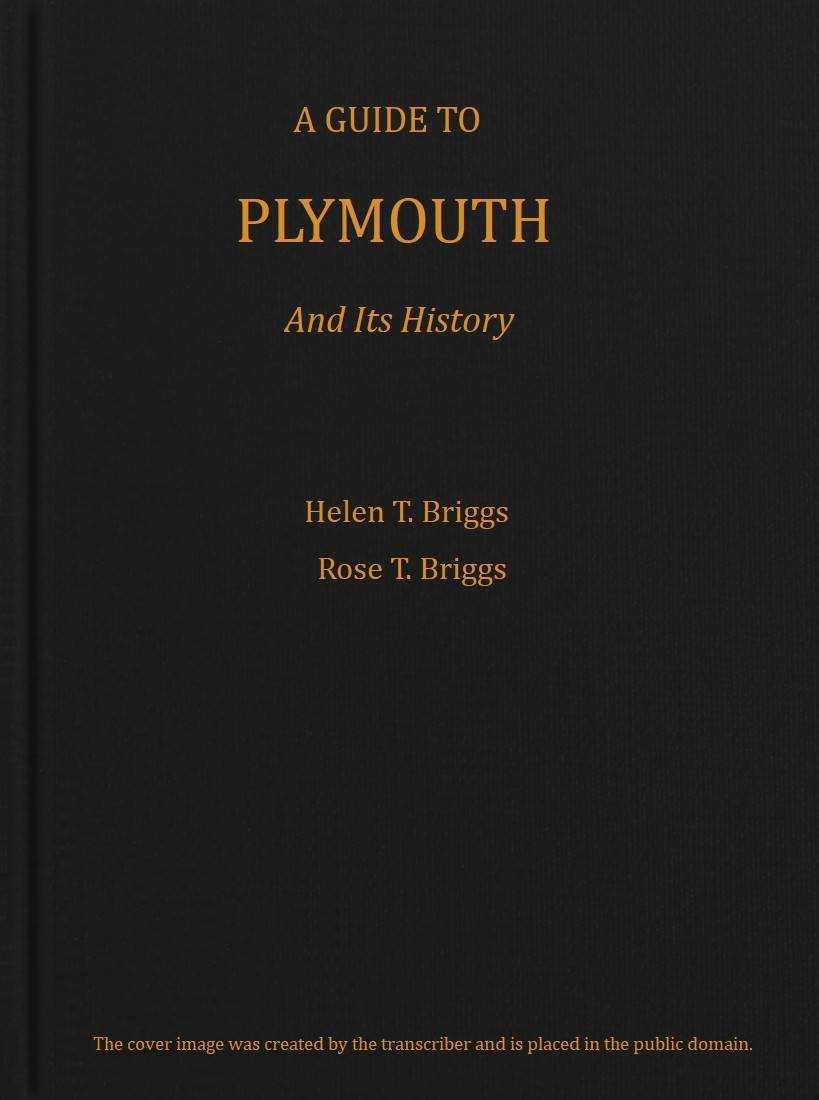 A GUIDE TO
PLYMOUTH
And Its History
Helen T. Briggs
Rose T. Briggs
The cover image was created by the transcriber and is placed in the public domain.